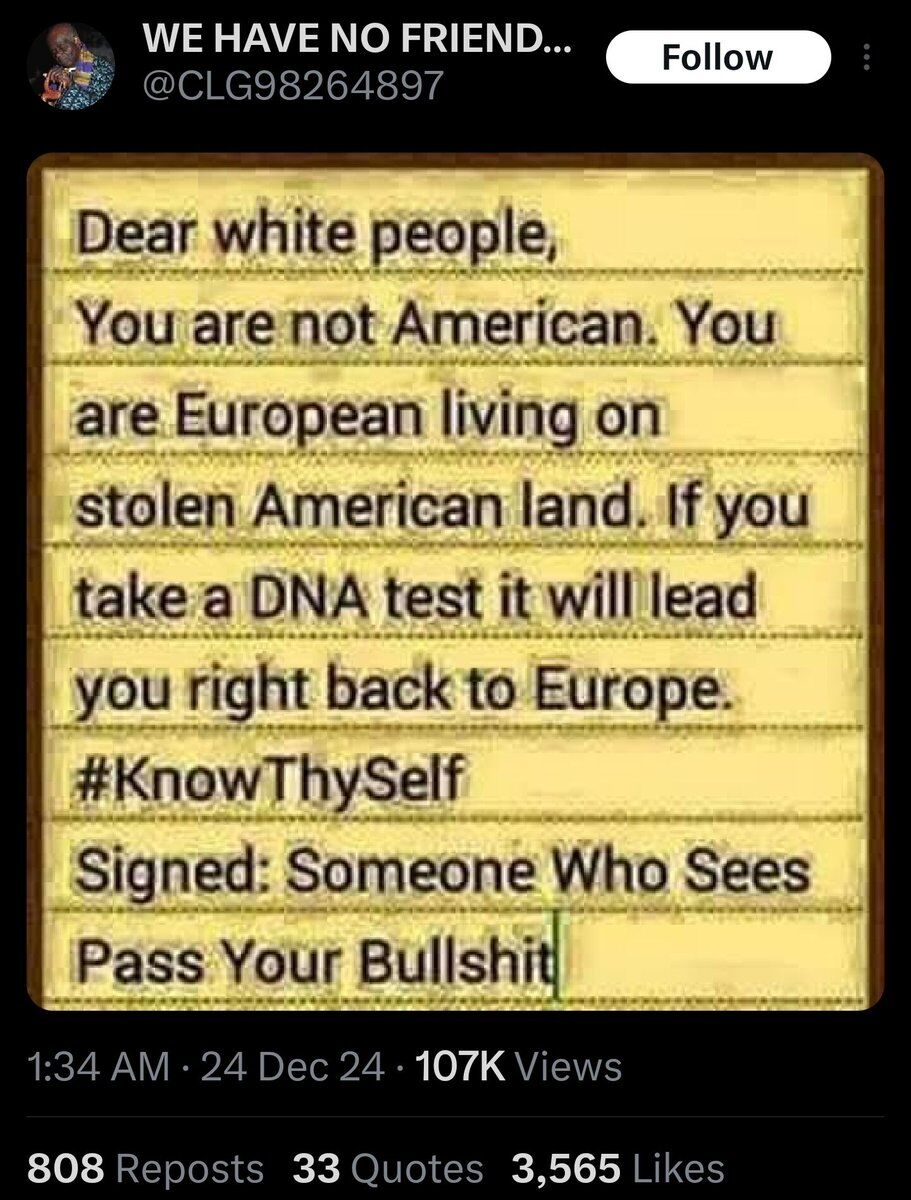 WE HAVE NO FRIEND...
Follow
@CLG98264897
Dear white people,
You are not American. You
are European living on
stolen American land. If you
take a DNA test it will lead
you right back to Europe.
#KnowThySelf
Signed: Someone Who Sees
Pass Your Bullshit
1:34 AM · 24 Dec 24 · 107K Views
808 Reposts 33 Quotes 3,565 Likes